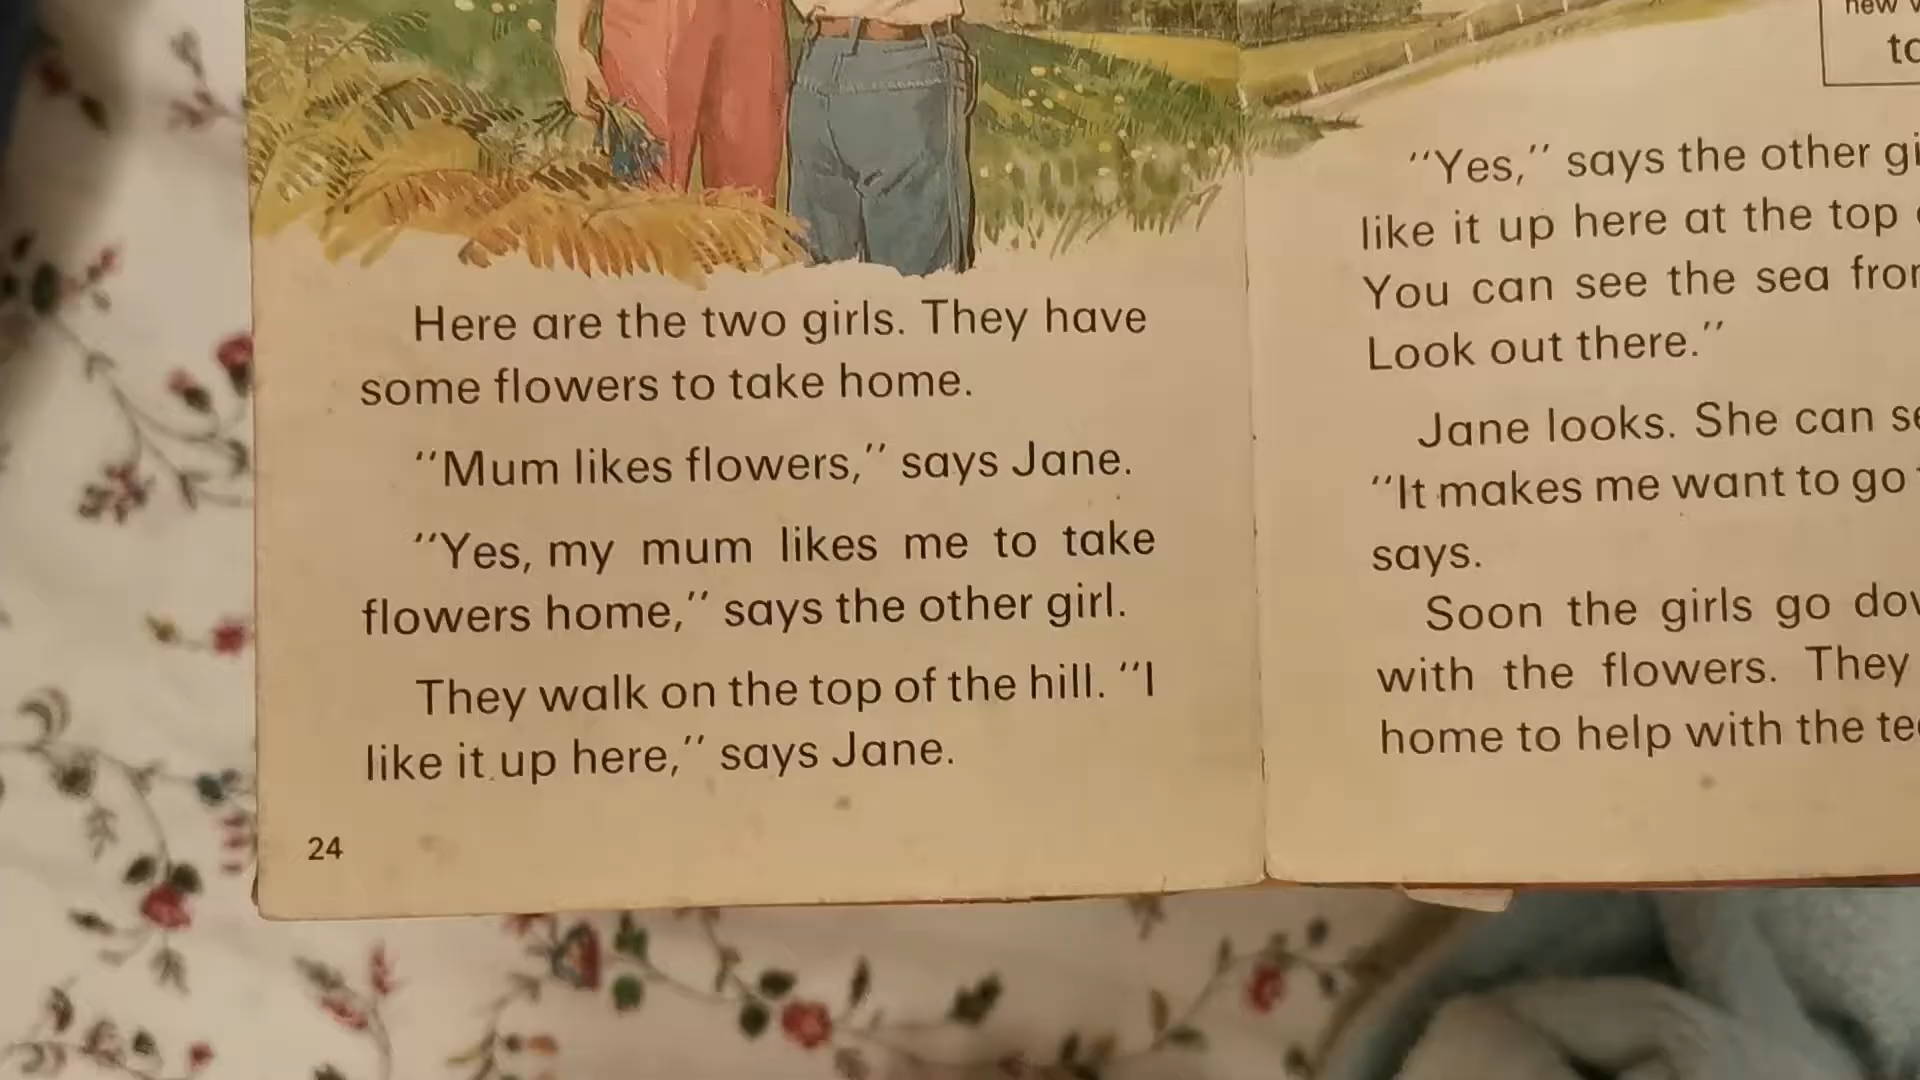 Here are the two girls. They have
some flowers to take home.
"Mum likes flowers," says Jane.
"Yes, my mum likes me to take
flowers home," says the other girl.
They walk on the top of the hill. "I
like it up here," says Jane.
24
new
"Yes," says the other
like it up here at the top
You can see the sea
Look out there."
Jane looks. She can
"It makes me want to go
says.
Soon the girls go
with the flowers. They
home to help with the